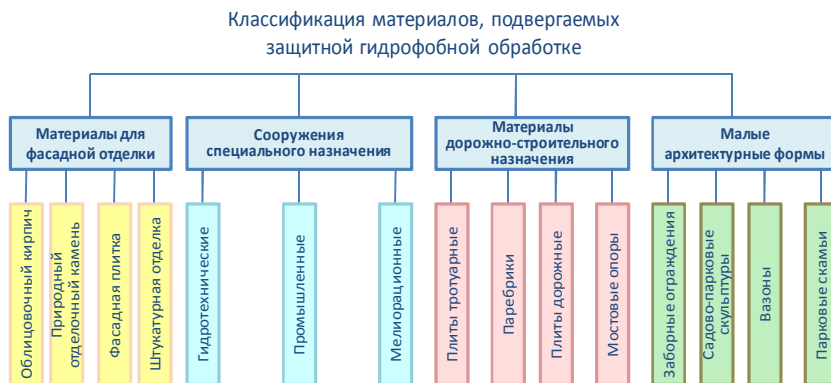 Классификация материалов, подвергаемых
защитной гидрофобной обработке
Материалы для
фасадной отделки
Сооружения
специального назначения
Материалы
дорожно-строительного
назначения
Малые
архитектурные формы
Облицовочный кирпич
Природный
отделочный камень
Фасадная плитка
Штукатурная отделка
Гидротехнические
Промышленные
Мелиорационные
Плиты тротуарные
Паребрики
Плиты дорожные
Мостовые опоры
Заборные ограждения
Садово-парковые
скульптуры
Вазоны
Парковые скамьи